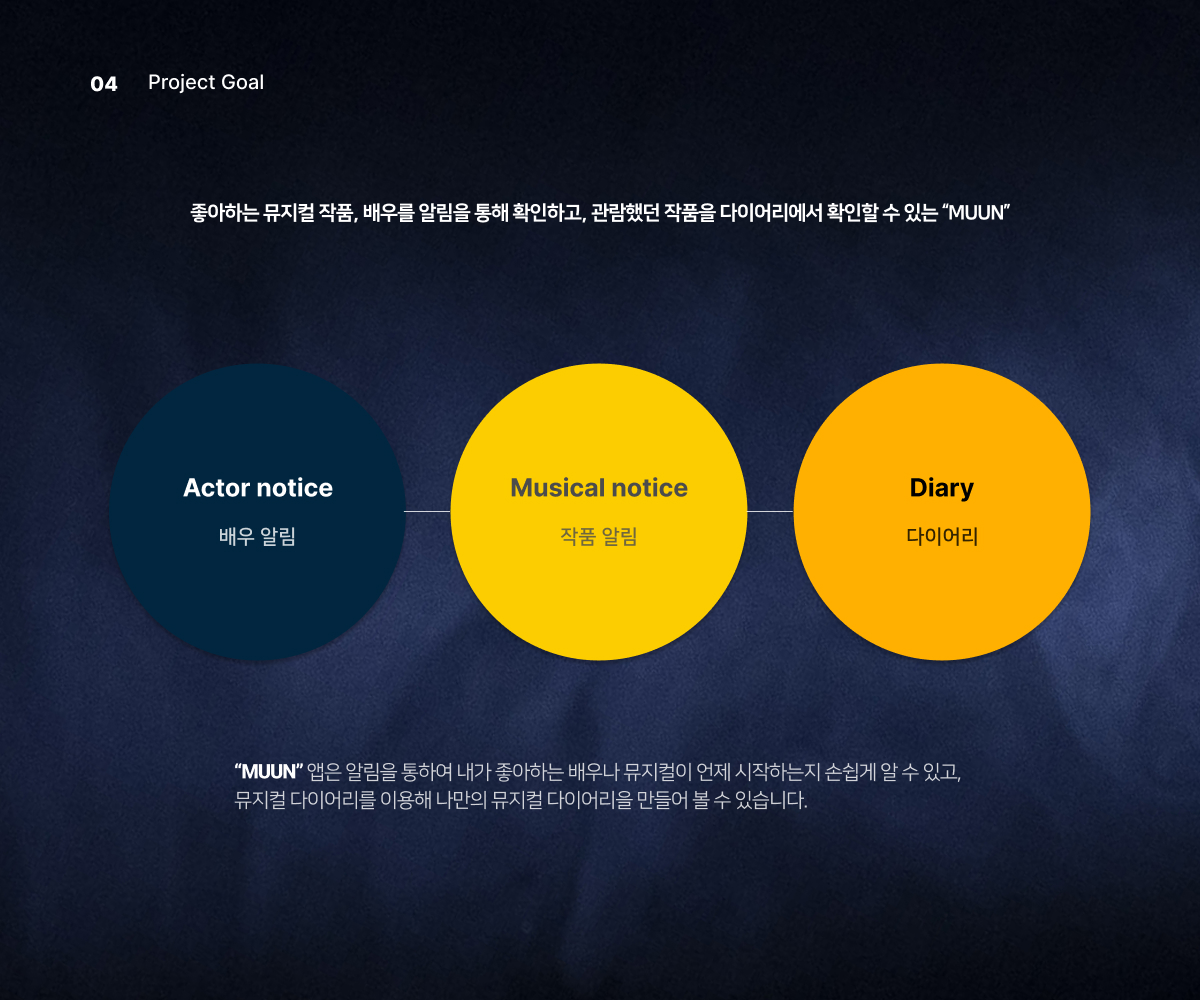 04 Project Goal
좋아하는 뮤지컬 작품, 배우를 알림을 통해 확인하고, 관람했던 작품을 다이어리에서 확인할 수 있는 “MUUN”
Actor notice
배우 알림
Musical notice
작품 알림
Diary
다이어리
“MUUN” 앱은 알림을 통하여 내가 좋아하는 배우나 뮤지컬이 언제 시작하는지 손쉽게 알 수 있고,
뮤지컬 다이어리를 이용해 나만의 뮤지컬 다이어리을 만들어 볼 수 있습니다.